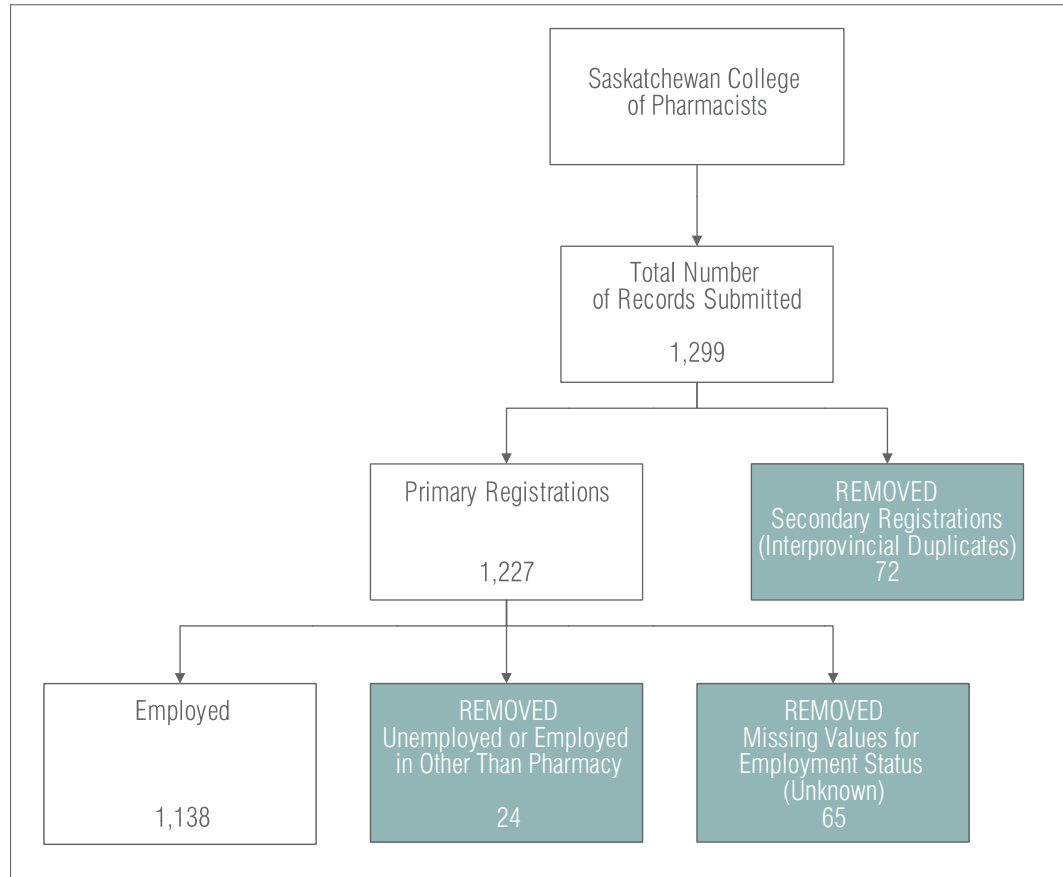 Saskatchewan College
of Pharmacists
Total Number
of Records Submitted
1,299
Primary Registrations
1,227
REMOVED
Secondary Registrations
(Interprovincial Duplicates)
72
Employed
1,138
REMOVED
Unemployed or Employed
in Other Than Pharmacy
24
REMOVED
Missing Values for
Employment Status
(Unknown)
65